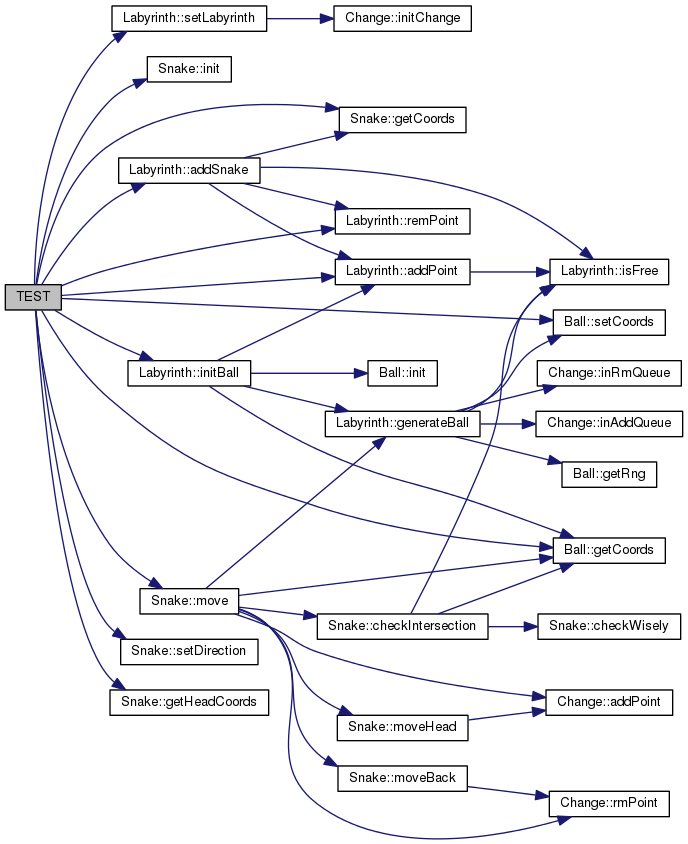 Labyrinth::setLabyrinth
Change::initChange
Snake::init
Snake::getCoords
Labyrinth::addSnake
Labyrinth::remPoint
Labyrinth::addPoint
Labyrinth::isFree
TEST
Ball::setCoords
Labyrinth::initBall
Ball::init
Change::inRmQueue
Labyrinth::generateBall
Change::inAddQueue
Ball::getRng
Ball::getCoords
Snake::move
Snake::checkIntersection
Snake::checkWisely
Snake::setDirection
Snake::getHeadCoords
Change::addPoint
Snake::moveHead
Snake::moveBack
Change::rmPoint